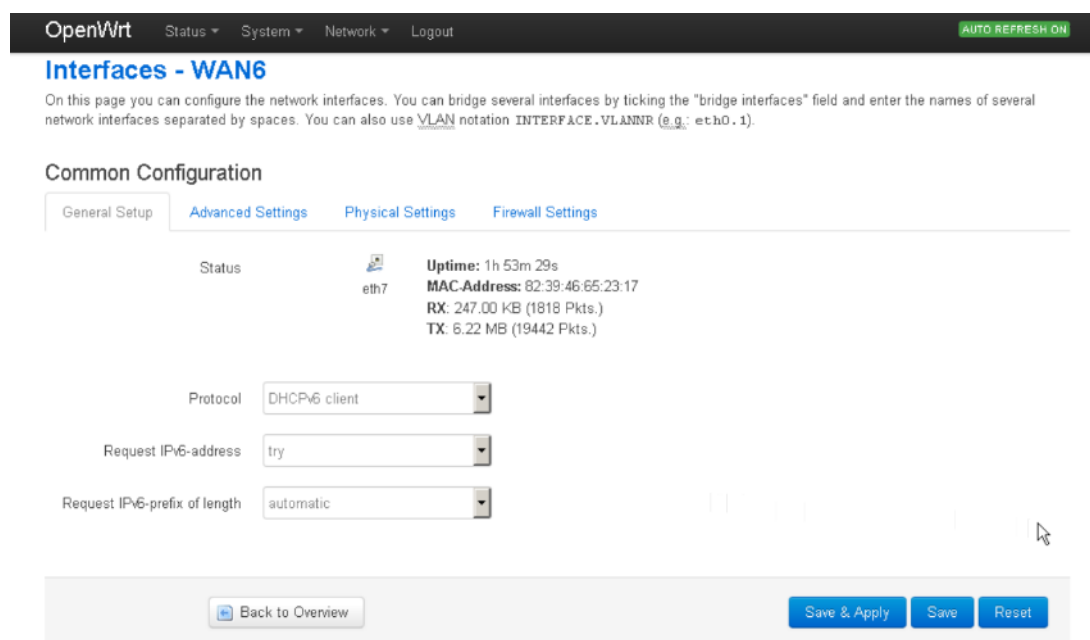 OpenWrt Status System Network Logout AUTO REFRESH ON
Interfaces - WAN6
On this page you can configure the network interfaces. You can bridge several interfaces by ticking the "bridge interfaces" field and enter the names of several
network interfaces separated by spaces. You can also use VLAN notation INTERFACE.VLANNR (e.g.: eth0.1).
Common Configuration
General Setup Advanced Settings Physical Settings Firewall Settings
Status
eth7
Uptime: 1h 53m 29s
MAC-Address: 82:39:46:65:23:17
RX: 247.00 KB (1818 Pkts.)
TX: 6.22 MB (19442 Pkts.)
Protocol DHCPv6 client
Request IPv6-address try
Request IPv6-prefix of length automatic
Back to Overview Save & Apply Save Reset